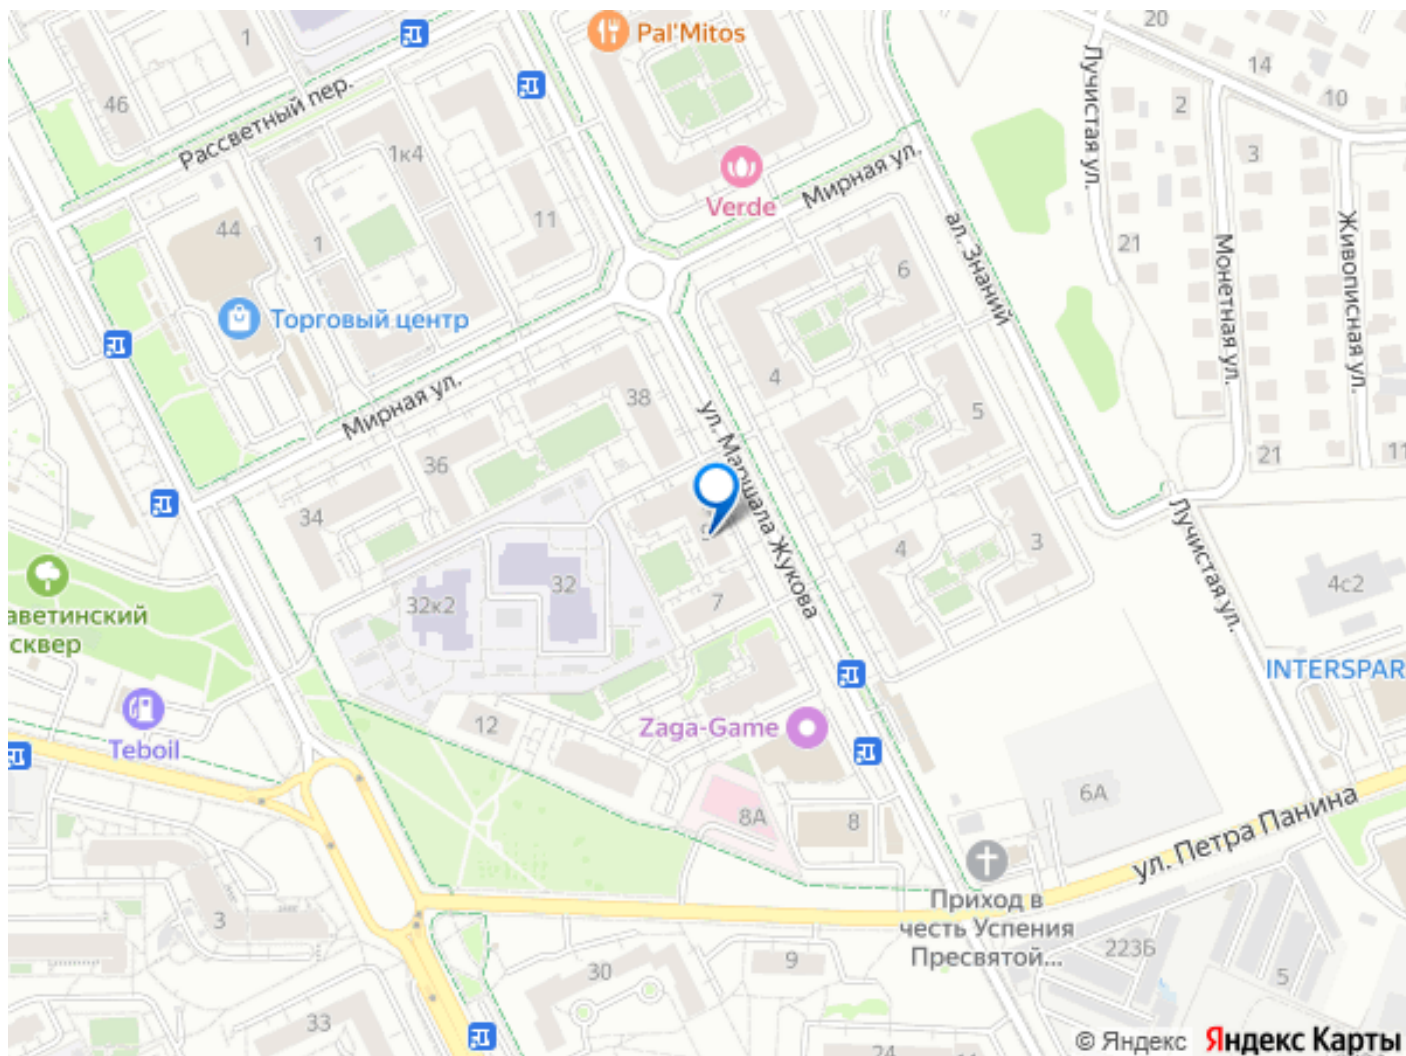 20
Pal'Mitos
1
Лучистая ул.
14
46
Рассветный пер.
2
10
1к4
3
Мирная ул.
Verde
44
11
1
ал. Знаний
21
Монетная ул.
Живописная ул.
6
Торговый центр
4
38
5
Мирная ул.
ул. Маршала Жукова
36
21
11
34
9
Лучистая ул.
3
4
32
4с2
32к2
7
аветинский
сквер
INTERSPAR
12
Zaga-Game
Teboil
6А
8А
8
ул. Петра Панина
Приход в
честь Успения
Пресвятой...
3
223Б
9
30
5
33
24
© Яндекс Яндекс Карты